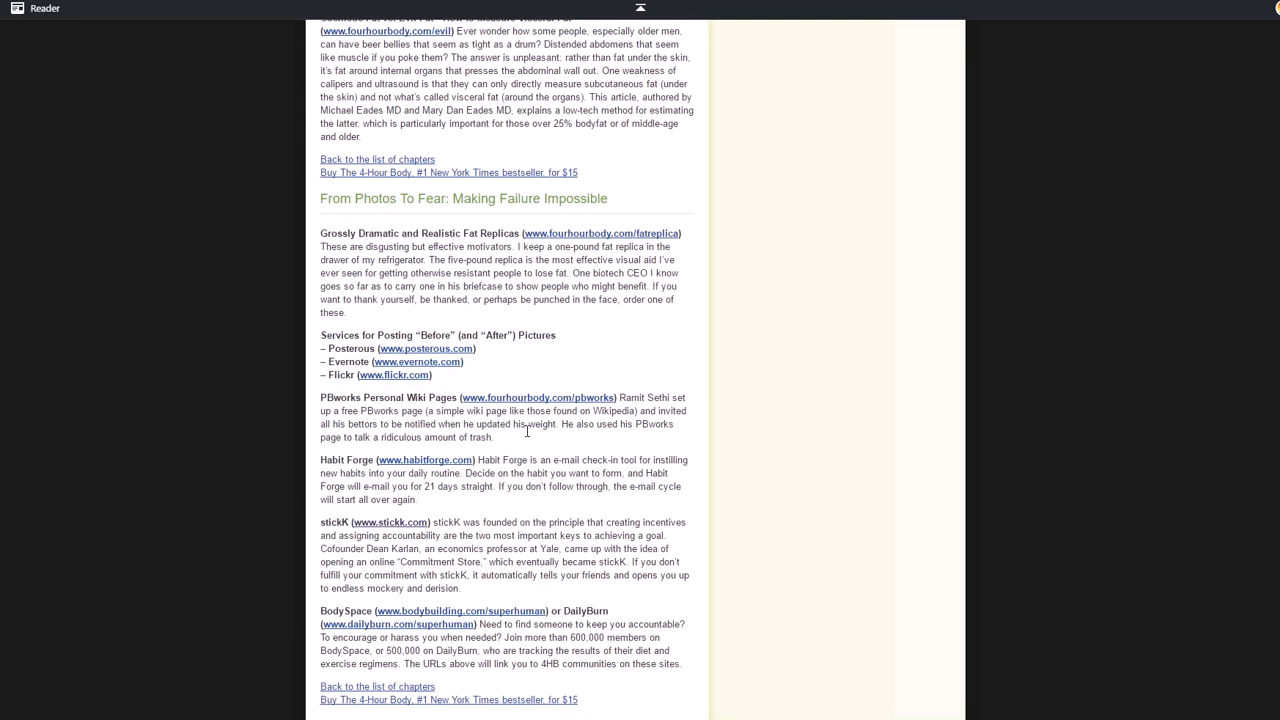 Reader
(www.fourhourbody.com/evil) Ever wonder how some people, especially older men,
can have beer bellies that seem as tight as a drum? Distended abdomens that seem
like muscle if you poke them? The answer is unpleasant: rather than fat under the skin,
it's fat around internal organs that presses the abdominal wall out. One weakness of
calipers and ultrasound is that they can only directly measure subcutaneous fat (under
the skin) and not what's called visceral fat (around the organs). This article, authored by
Michael Eades MD and Mary Dan Eades MD, explains a low-tech method for estimating
the latter, which is particularly important for those over 25% bodyfat or of middle-age
and older.
Back to the list of chapters
Buy The 4-Hour Body, #1 New York Times bestseller, for $15
From Photos To Fear: Making Failure Impossible
Grossly Dramatic and Realistic Fat Replicas (www.fourhourbody.com/fatreplica)
These are disgusting but effective motivators. I keep a one-pound fat replica in the
drawer of my refrigerator. The five-pound replica is the most effective visual aid I've
ever seen for getting otherwise resistant people to lose fat. One biotech CEO I know
goes so far as to carry one in his briefcase to show people who might benefit. If you
want to thank yourself, be thanked, or perhaps be punched in the face, order one of
these.
Services for Posting “Before” (and “After”) Pictures
– Posterous (www.posterous.com)
– Evernote (www.evernote.com)
– Flickr (www.flickr.com)
PBworks Personal Wiki Pages (www.fourhourbody.com/pbworks) Ramit Sethi set
up a free PBworks page (a simple wiki page like those found on Wikipedia) and invited
all his bettors to be notified when he updated his weight. He also used his PBworks
page to talk a ridiculous amount of trash.
Habit Forge (www.habitforge.com) Habit Forge is an e-mail check-in tool for instilling
new habits into your daily routine. Decide on the habit you want to form, and Habit
Forge will e-mail you for 21 days straight. If you don't follow through, the e-mail cycle
will start all over again.
stickK (www.stickk.com) stickK was founded on the principle that creating incentives
and assigning accountability are the two most important keys to achieving a goal.
Cofounder Dean Karlan, an economics professor at Yale, came up with the idea of
opening an online “Commitment Store,” which eventually became stickK. If you don't
fulfill your commitment with stickK, it automatically tells your friends and opens you up
to endless mockery and derision.
BodySpace (www.bodybuilding.com/superhuman) or DailyBurn
(www.dailyburn.com/superhuman) Need to find someone to keep you accountable?
To encourage or harass you when needed? Join more than 600,000 members on
BodySpace, or 500,000 on DailyBurn, who are tracking the results of their diet and
exercise regimens. The URLs above will link you to 4HB communities on these sites.
Back to the list of chapters
Buy The 4-Hour Body, #1 New York Times bestseller, for $15